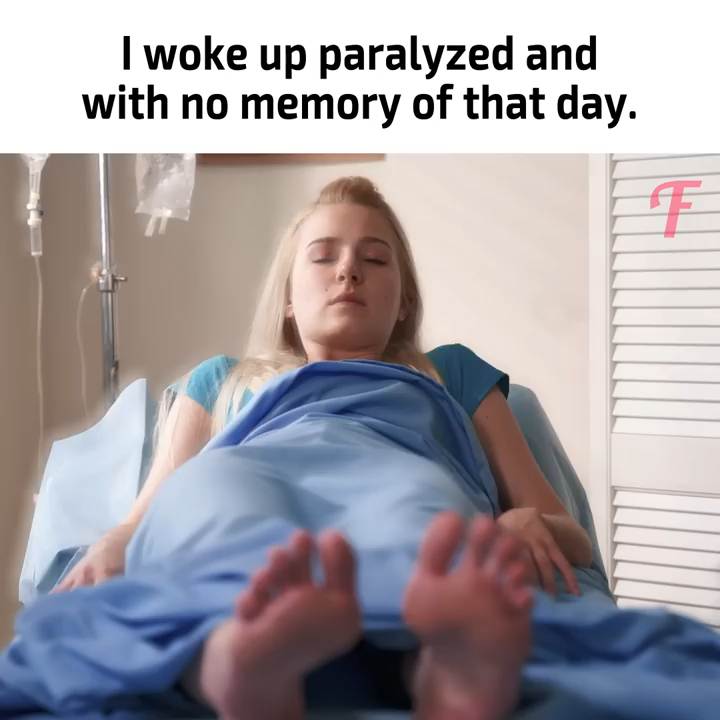 I woke up paralyzed and
with no memory of that day.
F